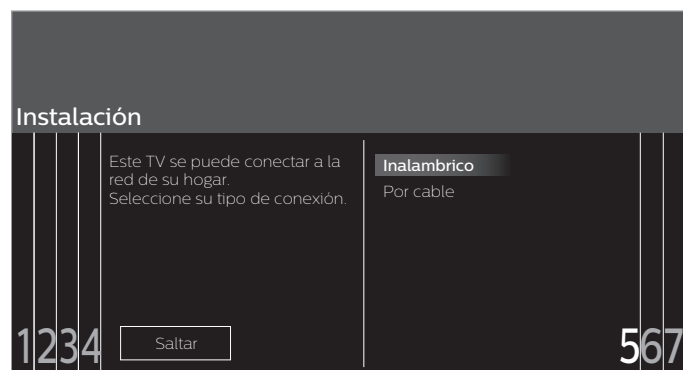 Instalación
Este TV se puede conectar a la
red de su hogar.
Seleccione su tipo de conexión.
Inalambrico
Por cable
1234
Saltar
567